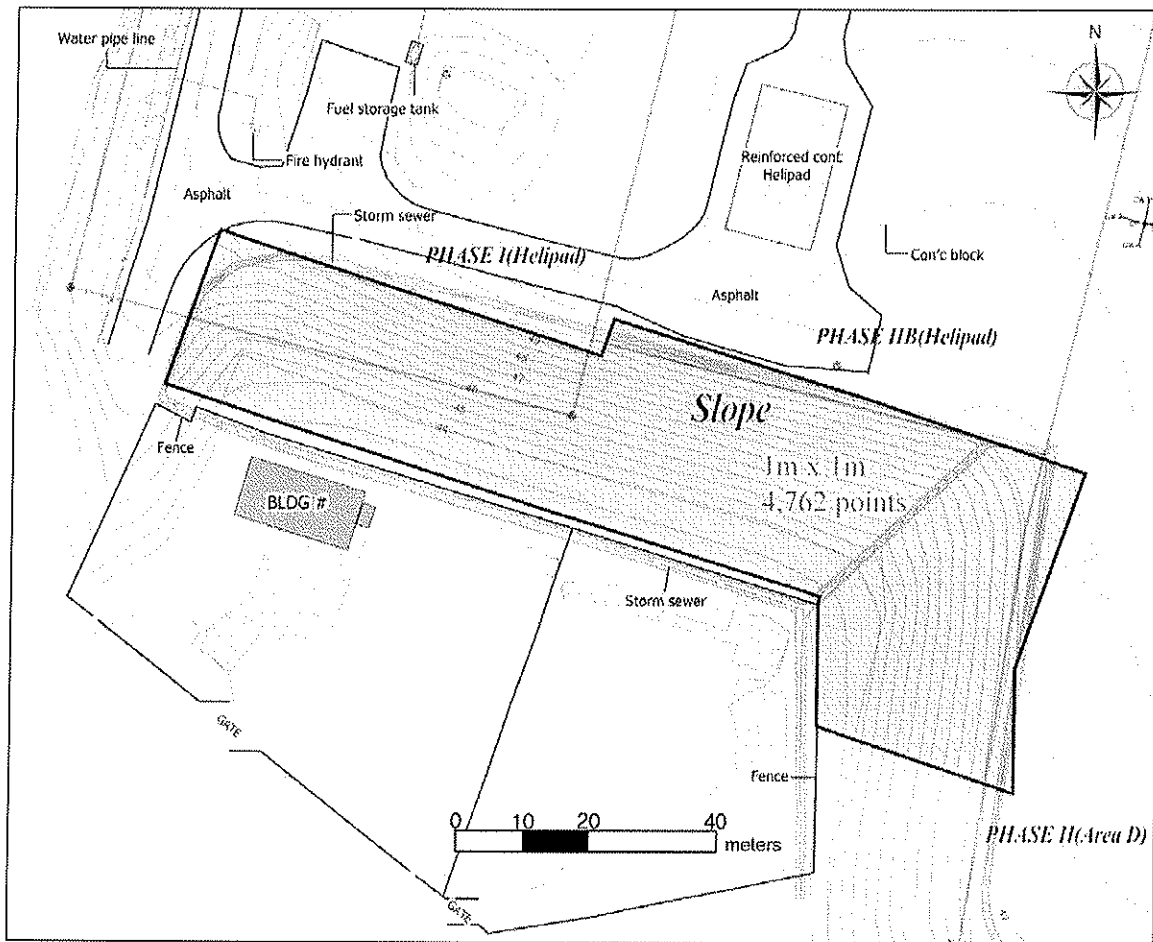 Water pipe line
N
Fuel storage tank
Fire hydrant
Reinforced cont.
Helipad
Asphalt
Storm sewer
PHASE I(Helipad)
Con'c block
Asphalt
PHASE IIB(Helipad)
Slope
1m x 1m
4,762 points
Fence
BLDG #
Storm sewer
GATE
Fence
0 10 20 40
meters
PHASE II(Area D)
GATE